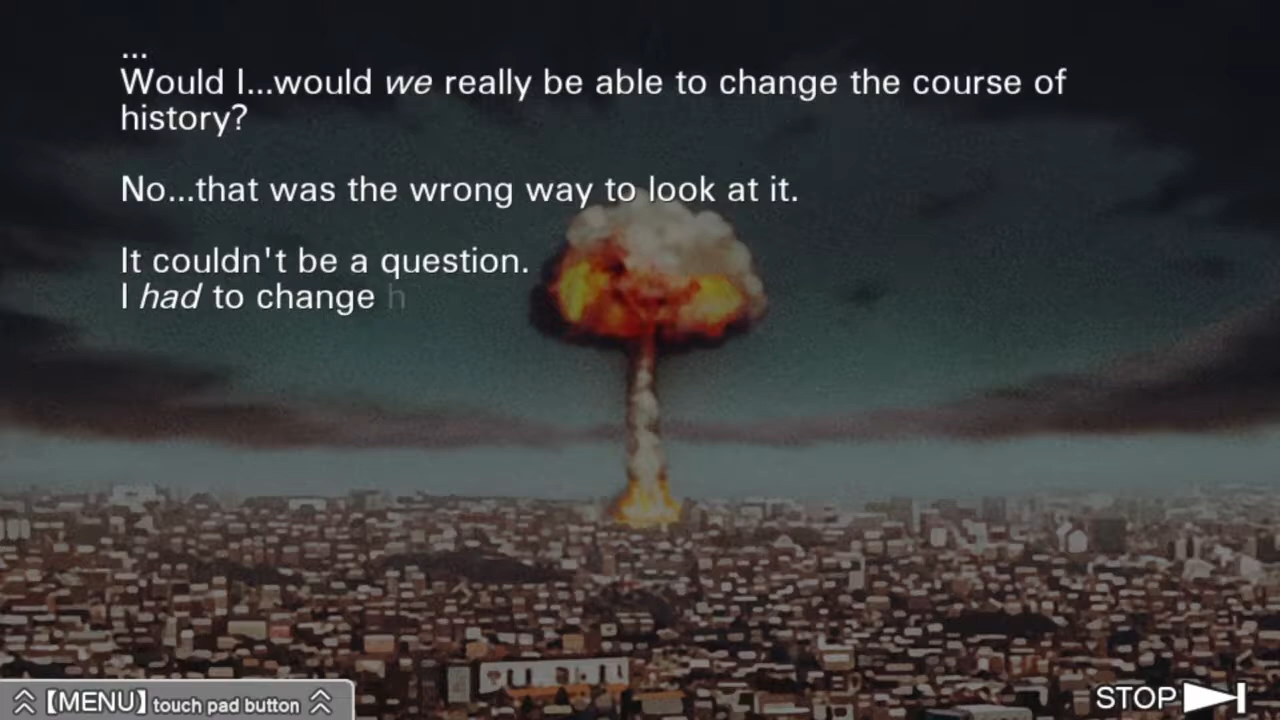 ...
Would I...would we really be able to change the course of
history?
No...that was the wrong way to look at it.
It couldn't be a question.
I had to change h
【MENU】touch pad button
STOP